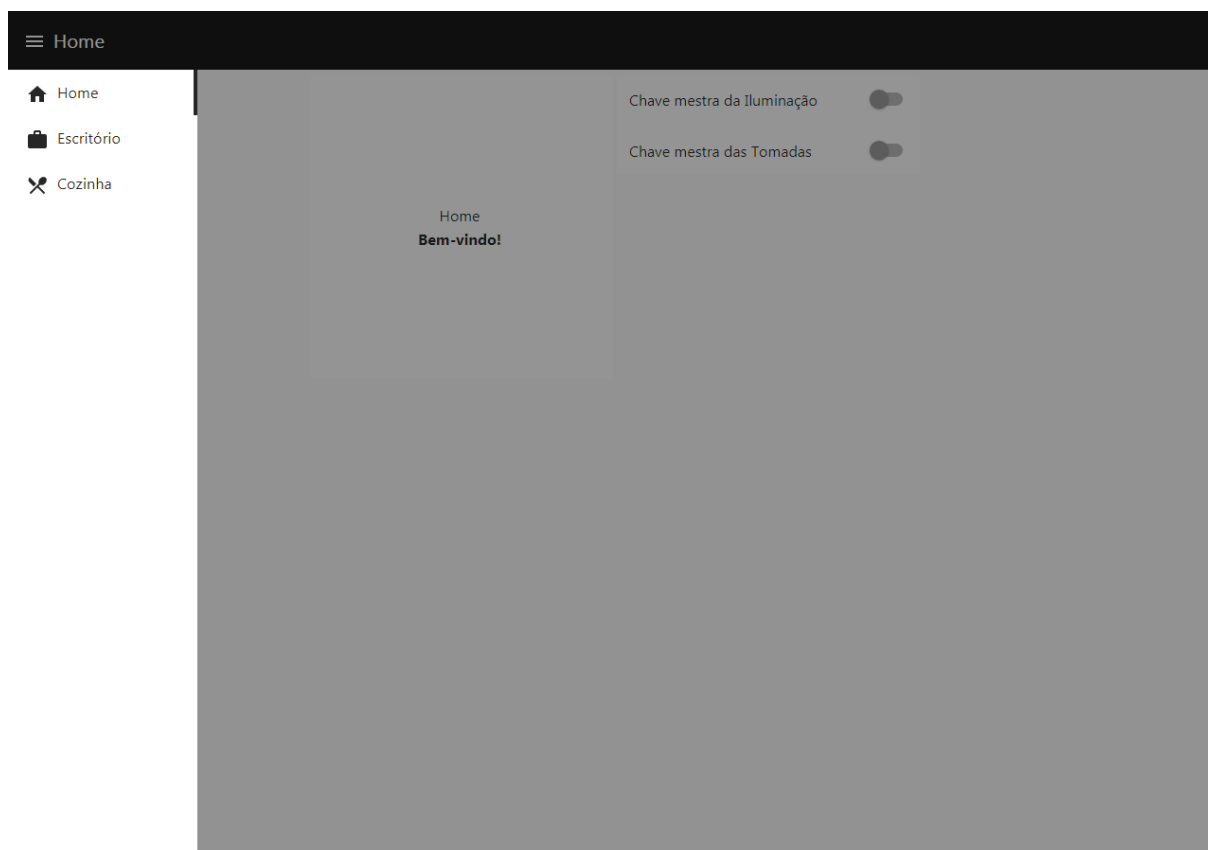 Home
Home
Escritório
Cozinha
Home
Bem-vindo!
Chave mestra da Iluminação
Chave mestra das Tomadas